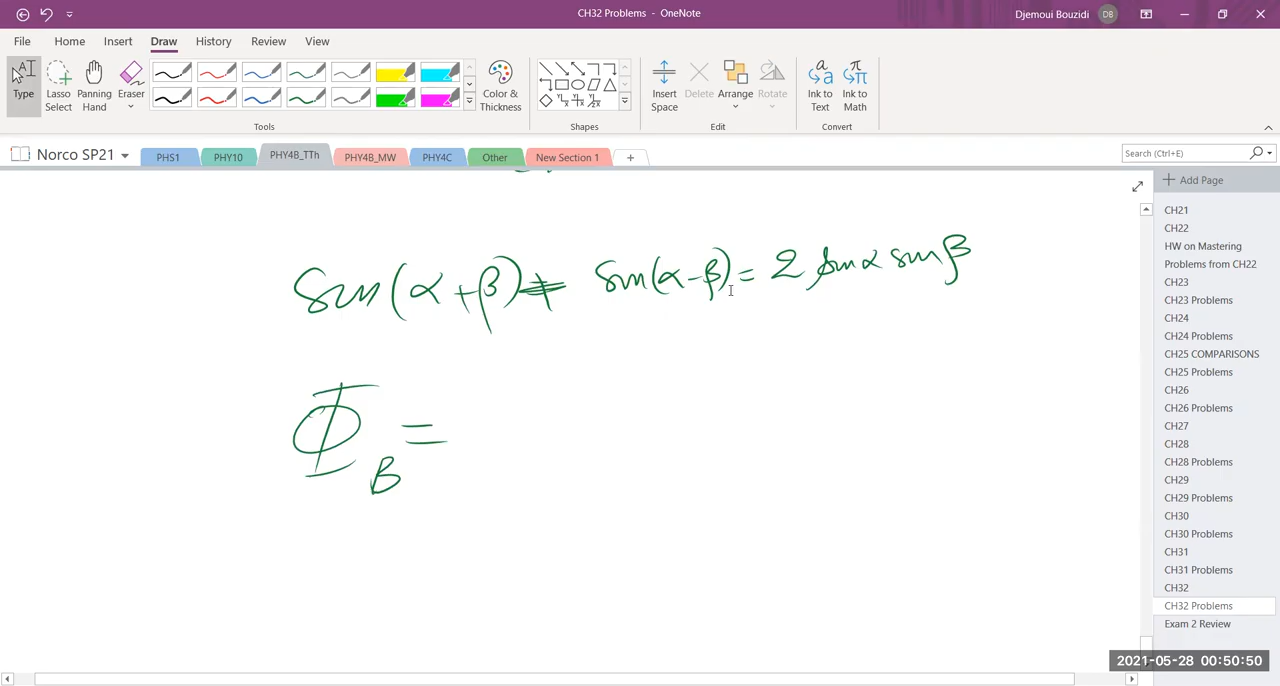 CH32 Problems - OneNote
Djemoui Bouzidi DB
File Home Insert Draw History Review View
Type
Lasso Select
Panning Hand
Eraser
Color & Thickness
Insert Space
Delete
Arrange
Rotate
Ink to Text
Ink to Math
Tools Shapes Edit Convert
Norco SP21 PHS1 PHY10 PHY4B_TTh PHY4B_MW PHY4C Other New Section 1 +
Search (Ctrl+E)
Add Page
CH21
CH22
HW on Mastering
Problems from CH22
CH23
CH23 Problems
CH24
CH24 Problems
CH25 COMPARISONS
CH25 Problems
CH26
CH26 Problems
CH27
CH28
CH28 Problems
CH29
CH29 Problems
CH30
CH30 Problems
CH31
CH31 Problems
CH32
CH32 Problems
Exam 2 Review
sin(α+β) + sin(α-β) = 2 sin α sin β
Φ_B =
2021-05-28 00:50:50